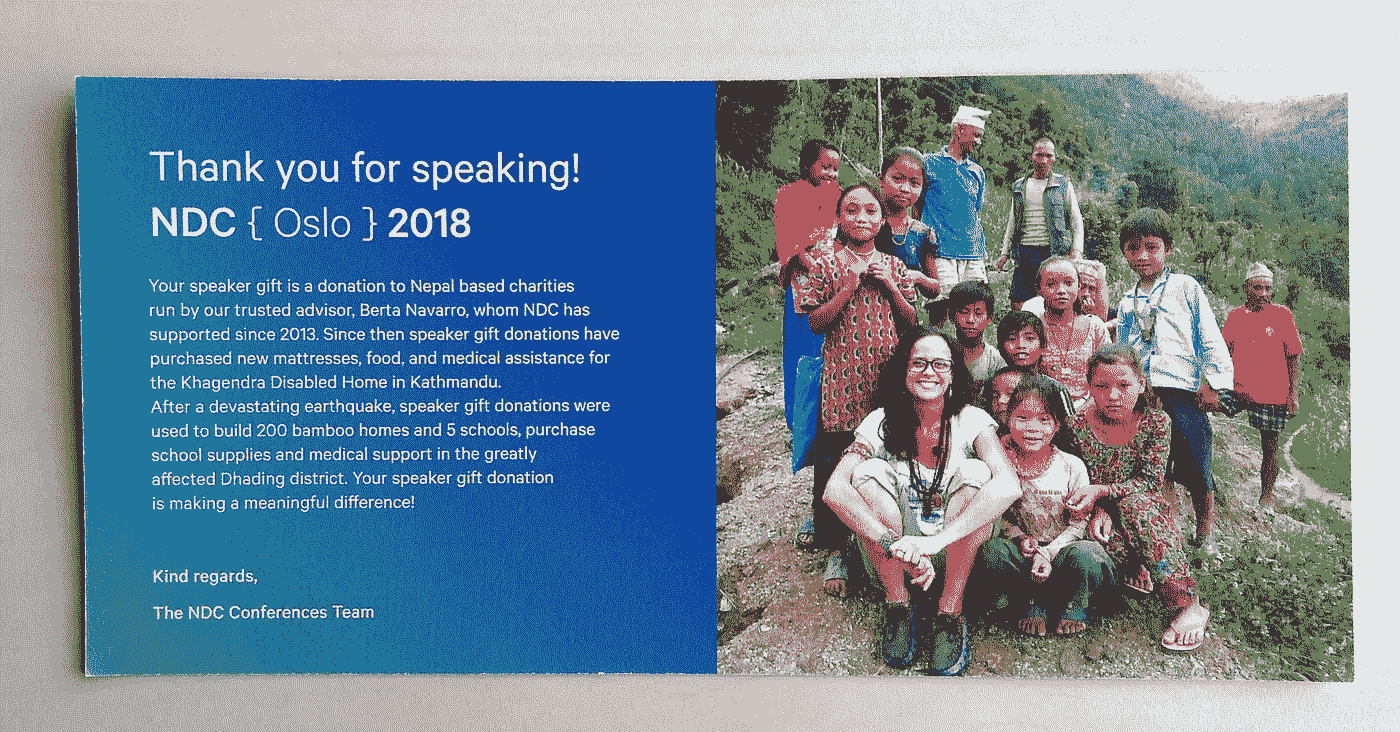 Thank you for speaking!
NDC { Oslo } 2018
Your speaker gift is a donation to Nepal based charities
run by our trusted advisor, Berta Navarro, whom NDC has
supported since 2013. Since then speaker gift donations have
purchased new mattresses, food, and medical assistance for
the Khagendra Disabled Home in Kathmandu.
After a devastating earthquake, speaker gift donations were
used to build 200 bamboo homes and 5 schools, purchase
school supplies and medical support in the greatly
affected Dhading district. Your speaker gift donation
is making a meaningful difference!
Kind regards,
The NDC Conferences Team